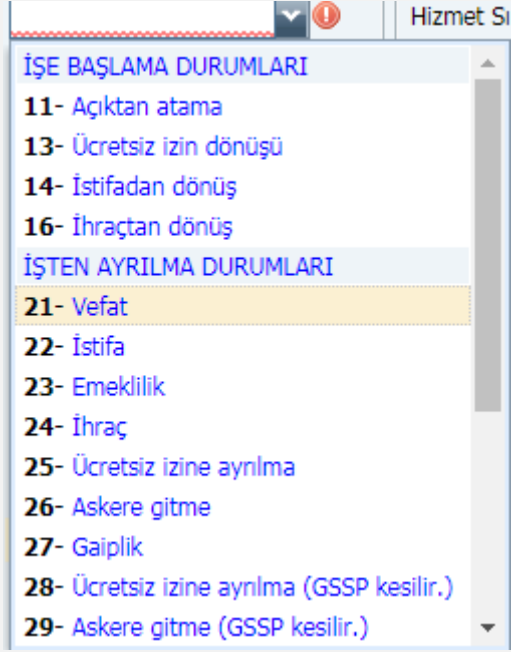 Hizmet Sı
İŞE BAŞLAMA DURUMLARI
11- Açıktan atama
13- Ücretsiz izin dönüşü
14- İstifadan dönüş
16- İhraçtan dönüş
İŞTEN AYRILMA DURUMLARI
21- Vefat
22- İstifa
23- Emeklilik
24- İhraç
25- Ücretsiz izine ayrılma
26- Askere gitme
27- Gaiplik
28- Ücretsiz izine ayrılma (GSSP kesilir.)
29- Askere gitme (GSSP kesilir.)